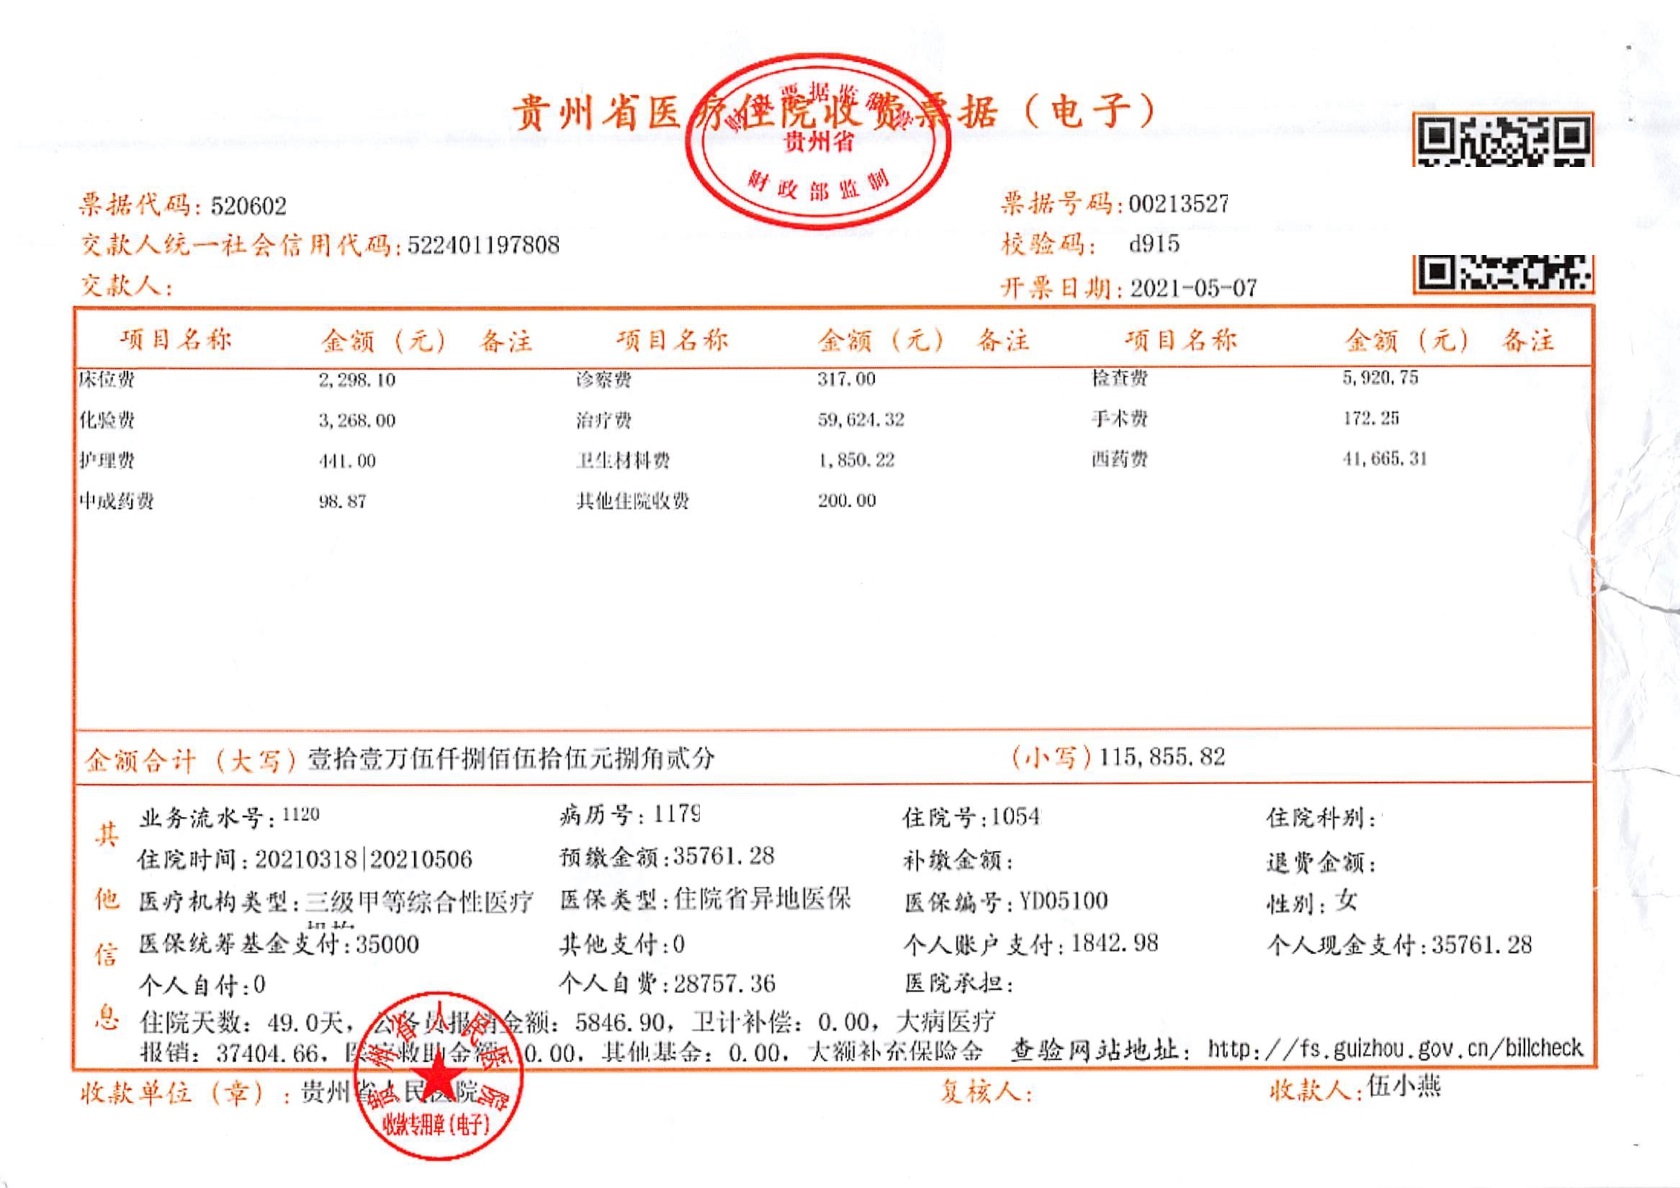 贵州省医疗住院收费票据（电子）
财政票据监制章
贵州省
财政部监制
票据代码：520602
票据号码：00213527
交款人统一社会信用代码：522401197808
校验码： d915
交款人：
开票日期：2021-05-07
项目名称 金额（元） 备注 项目名称 金额（元） 备注 项目名称 金额（元） 备注
床位费 2,298.10 诊察费 317.00 检查费 5,920.75
化验费 3,268.00 治疗费 59,624.32 手术费 172.25
护理费 441.00 卫生材料费 1,850.22 西药费 41,665.31
中成药费 98.87 其他住院收费 200.00
金额合计（大写）壹拾壹万伍仟捌佰伍拾伍元捌角贰分 （小写）115,855.82
其他信息
业务流水号：1120 病历号：1179 住院号：1054 住院科别：
住院时间：20210318|20210506 预缴金额：35761.28 补缴金额： 退费金额：
医疗机构类型：三级甲等综合性医疗 医保类型：住院省异地医保 医保编号：YD05100 性别：女
医保统筹基金支付：35000 其他支付：0 个人账户支付：1842.98 个人现金支付：35761.28
个人自付：0 个人自费：28757.36 医院承担：
住院天数：49.0天，公务员报销金额：5846.90，卫计补偿：0.00，大病医疗
报销：37404.66，医疗救助金额：0.00，其他基金：0.00，大额补充保险金 查验网站地址：http://fs.guizhou.gov.cn/billcheck
收款单位（章）：贵州省人民医院 复核人： 收款人：伍小燕
贵州省人民医院
收款专用章（电子）